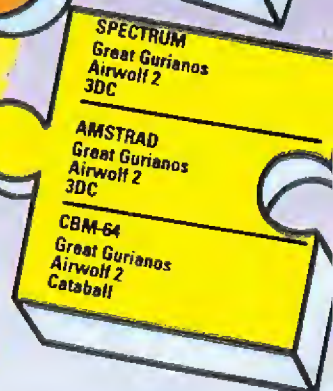 SPECTRUM
Great Gurianos
Airwolf 2
3DC
AMSTRAD
Great Gurianos
Airwolf 2
3DC
CBM-64
Great Gurianos
Airwolf 2
Cataball